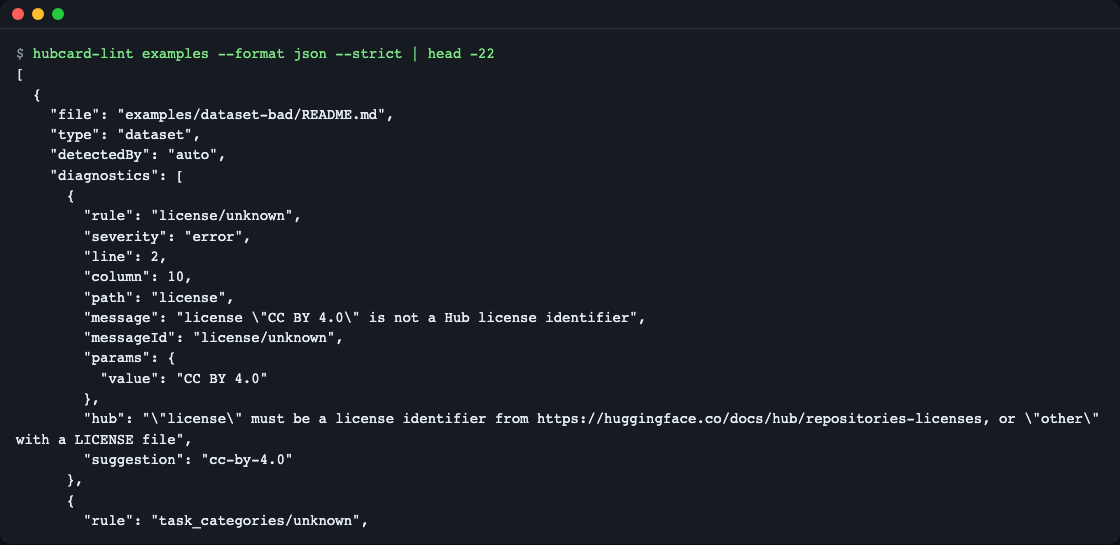 $ hubcard-lint examples --format json --strict | head -22
[
  {
    "file": "examples/dataset-bad/README.md",
    "type": "dataset",
    "detectedBy": "auto",
    "diagnostics": [
      {
        "rule": "license/unknown",
        "severity": "error",
        "line": 2,
        "column": 10,
        "path": "license",
        "message": "license \"CC BY 4.0\" is not a Hub license identifier",
        "messageId": "license/unknown",
        "params": {
          "value": "CC BY 4.0"
        },
        "hub": "\"license\" must be a license identifier from https://huggingface.co/docs/hub/repositories-licenses, or \"other\"
with a LICENSE file",
        "suggestion": "cc-by-4.0"
      },
      {
        "rule": "task_categories/unknown",